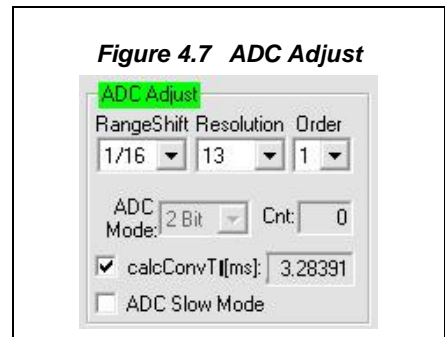 Figure 4.7 ADC Adjust
ADC Adjust
RangeShift Resolution Order
1/16 13 1
ADC Mode: 2 Bit Cnt: 0
calcConvTI[ms]: 3.28391
ADC Slow Mode